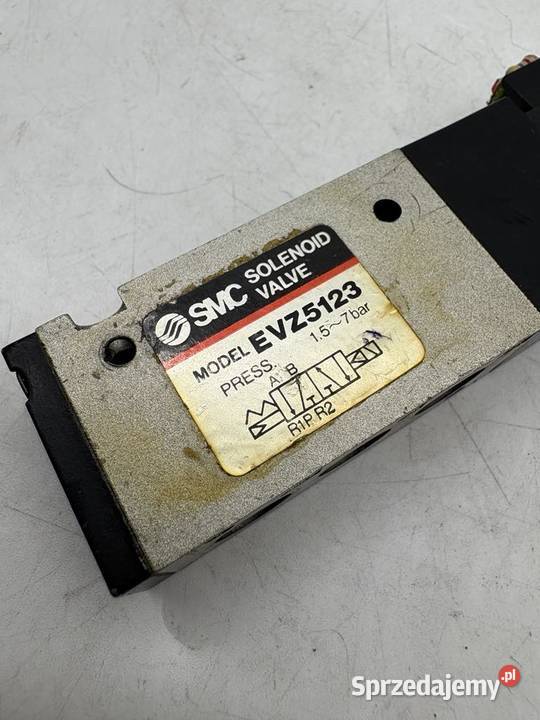 SMC SOLENOID
VALVE
MODEL EVZ5123
PRESS. 1.5~7bar
A B
R1 P R2
Sprzedajemy.pl